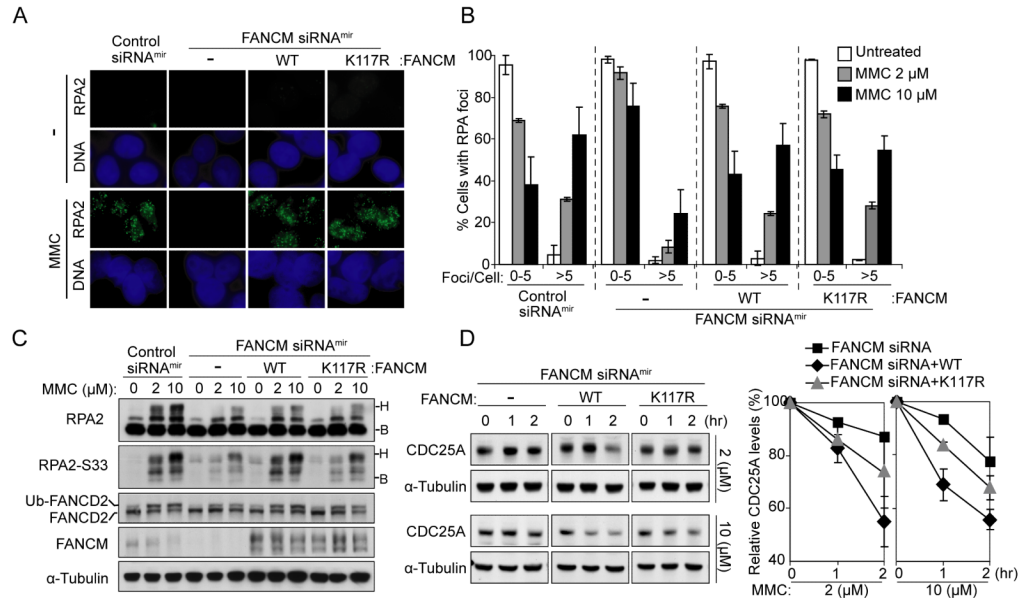 A
Control siRNAmir
FANCM siRNAmir
- WT K117R :FANCM
-
RPA2
DNA
MMC
RPA2
DNA
B
% Cells with RPA foci
100
80
60
40
20
0
Untreated
MMC 2 μM
MMC 10 μM
Foci/Cell: 0-5 >5 0-5 >5 0-5 >5 0-5 >5
Control siRNAmir
- WT K117R :FANCM
FANCM siRNAmir
C
Control siRNAmir
FANCM siRNAmir
- WT K117R :FANCM
MMC (μM): 0 2 10 0 2 10 0 2 10 0 2 10
RPA2
-H
-B
RPA2-S33
-H
-B
Ub-FANCD2
FANCD2
FANCM
α-Tubulin
D
FANCM siRNAmir
FANCM: - WT K117R
0 1 2 0 1 2 0 1 2 (hr)
CDC25A
α-Tubulin
2 (μM)
CDC25A
α-Tubulin
10 (μM)
FANCM siRNA
FANCM siRNA+WT
FANCM siRNA+K117R
Relative CDC25A levels (%)
100
80
60
40
0 1 2 0 1 2 (hr)
MMC: 2 (μM) 10 (μM)